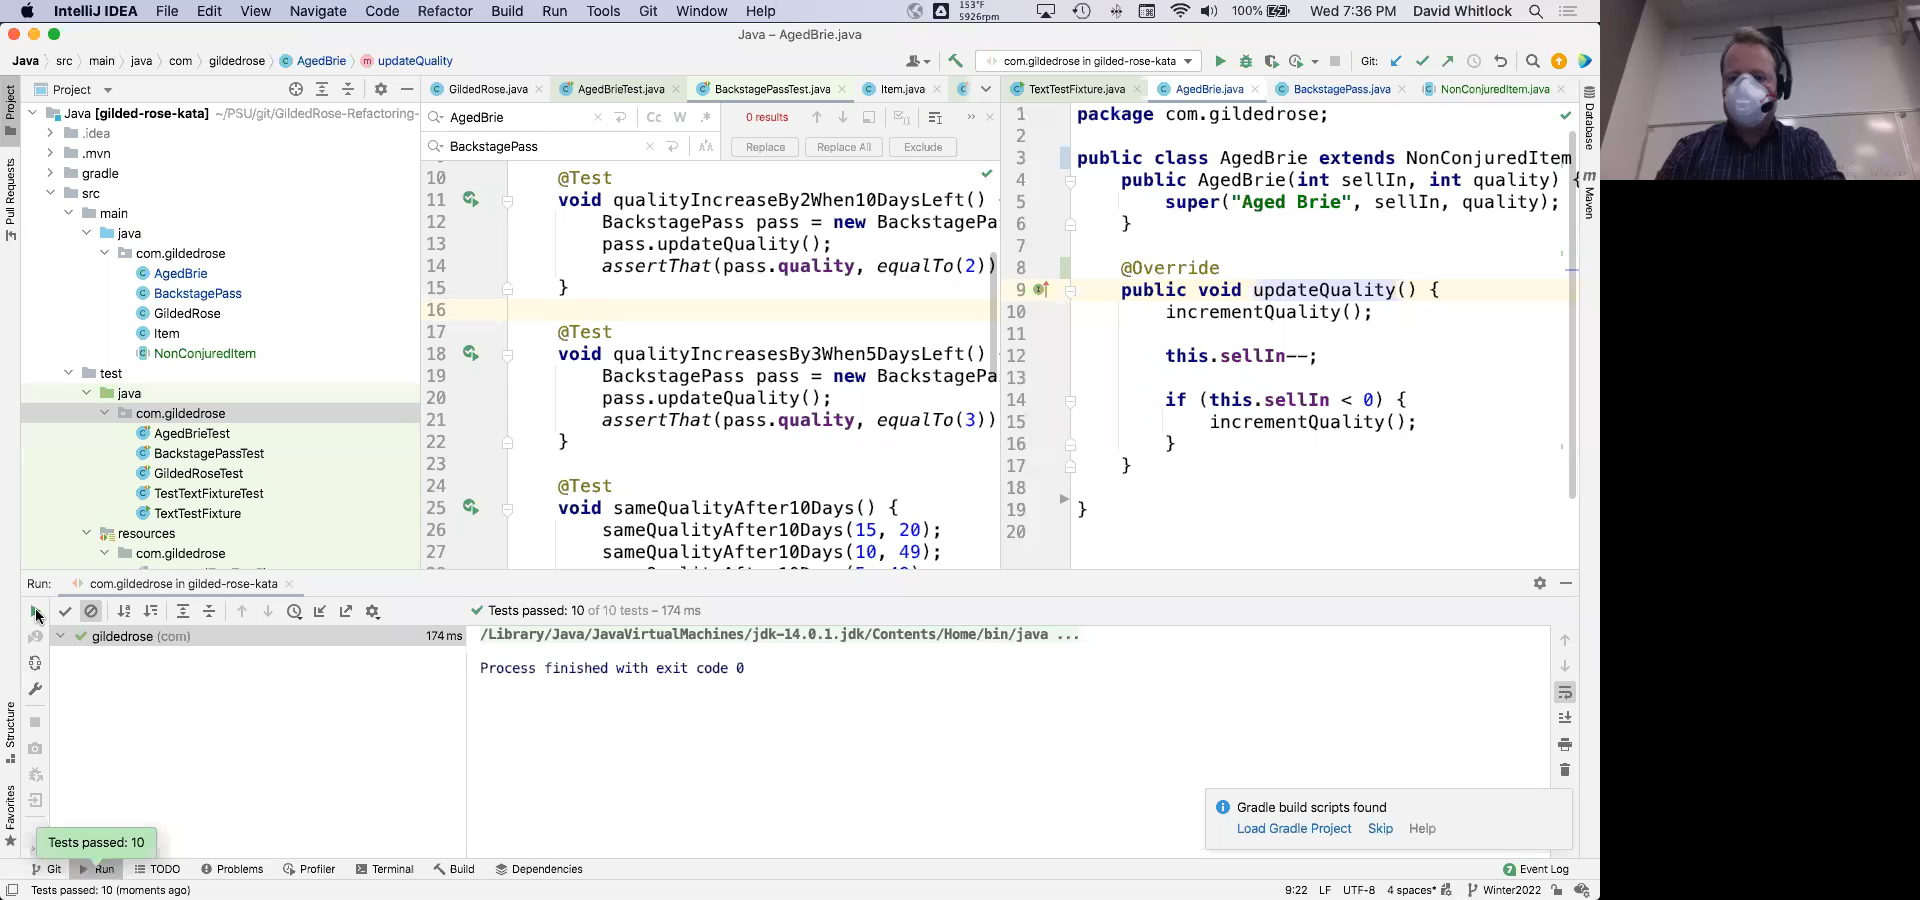 IntelliJ IDEA File Edit View Navigate Code Refactor Build Run Tools Git Window Help 153°F 5926rpm 100% Wed 7:36 PM David Whitlock
Java – AgedBrie.java
Java src main java com gildedrose AgedBrie updateQuality com.gildedrose in gilded-rose-kata Git:
Project GildedRose.java AgedBrieTest.java BackstagePassTest.java Item.java TextTestFixture.java AgedBrie.java BackstagePass.java NonConjuredItem.java
Project
Pull Requests
Structure
Favorites
Database
Maven
Java [gilded-rose-kata] ~/PSU/git/GildedRose-Refactoring-
.idea
.mvn
gradle
src
main
java
com.gildedrose
AgedBrie
BackstagePass
GildedRose
Item
NonConjuredItem
test
java
com.gildedrose
AgedBrieTest
BackstagePassTest
GildedRoseTest
TestTextFixtureTest
TextTestFixture
resources
com.gildedrose
AgedBrie Cc W .* 0 results
BackstagePass Replace Replace All Exclude
10 @Test
11 void qualityIncreaseBy2When10DaysLeft()
12 BackstagePass pass = new BackstagePa
13 pass.updateQuality();
14 assertThat(pass.quality, equalTo(2))
15 }
16
17 @Test
18 void qualityIncreasesBy3When5DaysLeft()
19 BackstagePass pass = new BackstagePa
20 pass.updateQuality();
21 assertThat(pass.quality, equalTo(3))
22 }
23
24 @Test
25 void sameQualityAfter10Days() {
26 sameQualityAfter10Days(15, 20);
27 sameQualityAfter10Days(10, 49);
1 package com.gildedrose;
2
3 public class AgedBrie extends NonConjuredItem
4 public AgedBrie(int sellIn, int quality) {
5 super("Aged Brie", sellIn, quality);
6 }
7
8 @Override
9 public void updateQuality() {
10 incrementQuality();
11
12 this.sellIn--;
13
14 if (this.sellIn < 0) {
15 incrementQuality();
16 }
17 }
18
19 }
20
Run: com.gildedrose in gilded-rose-kata
Tests passed: 10 of 10 tests – 174 ms
gildedrose (com) 174 ms
/Library/Java/JavaVirtualMachines/jdk-14.0.1.jdk/Contents/Home/bin/java ...
Process finished with exit code 0
Gradle build scripts found
Load Gradle Project Skip Help
Tests passed: 10
Git Run TODO Problems Profiler Terminal Build Dependencies 7 Event Log
Tests passed: 10 (moments ago) 9:22 LF UTF-8 4 spaces* Winter2022